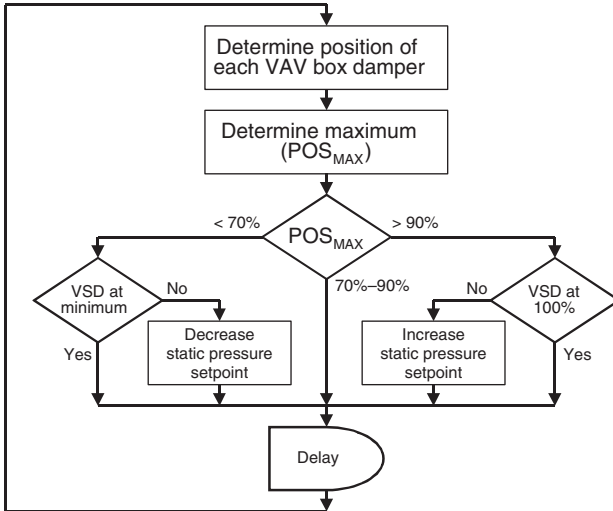 Determine position of
each VAV box damper
Determine maximum
(POSMAX)
< 70%
POSMAX
> 90%
70%–90%
VSD at
minimum
No
Yes
Decrease
static pressure
setpoint
No
Increase
static pressure
setpoint
VSD at
100%
Yes
Delay